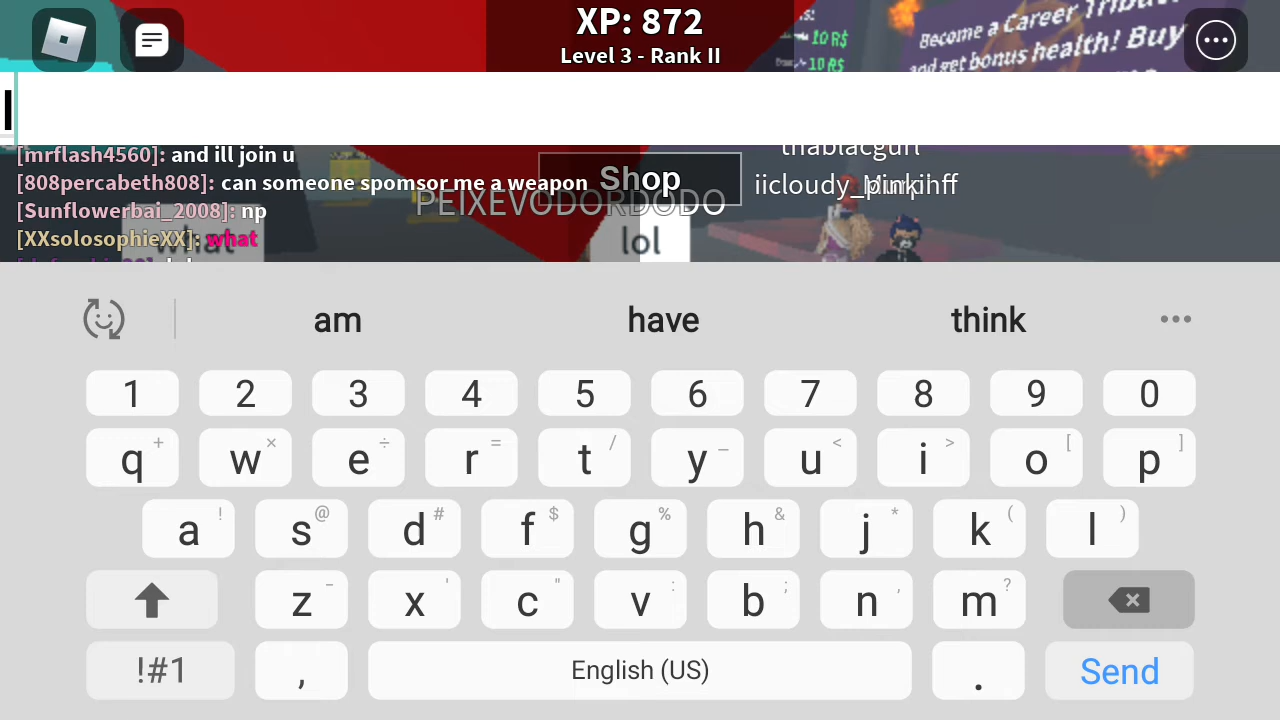 XP: 872
Level 3 - Rank II
10 R$
10 R$
Become a Career Tribute
and get bonus health! Buy
I
[mrflash4560]: and ill join u
[808percabeth808]: can someone spomsor me a weapon
[Sunflowerbai_2008]: np
[XXsolosophieXX]: what
Shop
PEIXEVODORDODO
thablacgurl
what
lol
am
have
think
1 2 3 4 5 6 7 8 9 0
q + w × e ÷ r = t / y _ u < i > o [ p ]
a ! s @ d # f $ g % h & j * k ( l )
z - x ' c " v : b ; n , m ?
!#1 , English (US) . Send